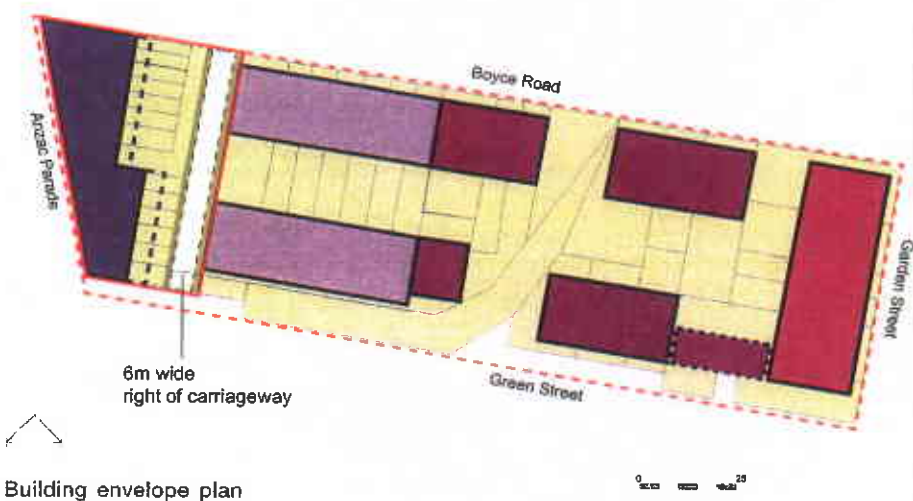 Boyce Road
Anzac Parade
Garden Street
Green Street
6m wide
right of carriageway
Building envelope plan
0 25